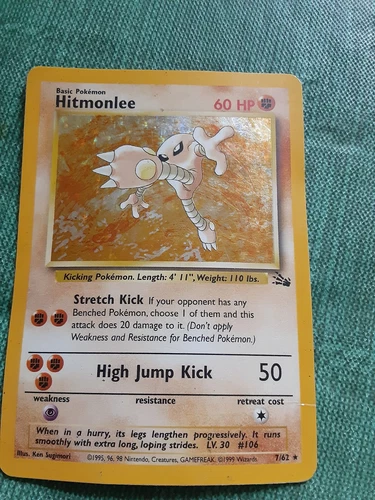 Basic Pokémon
Hitmonlee
60 HP
Kicking Pokémon. Length: 4' 11", Weight: 110 lbs.
Stretch Kick If your opponent has any
Benched Pokémon, choose 1 of them and this
attack does 20 damage to it. (Don't apply
Weakness and Resistance for Benched Pokémon.)
High Jump Kick 50
weakness resistance retreat cost
When in a hurry, its legs lengthen progressively. It runs
smoothly with extra long, loping strides. LV. 30 #106
Illus. Ken Sugimori ©1995, 96, 98 Nintendo, Creatures, GAMEFREAK. ©1999 Wizards. 7/62